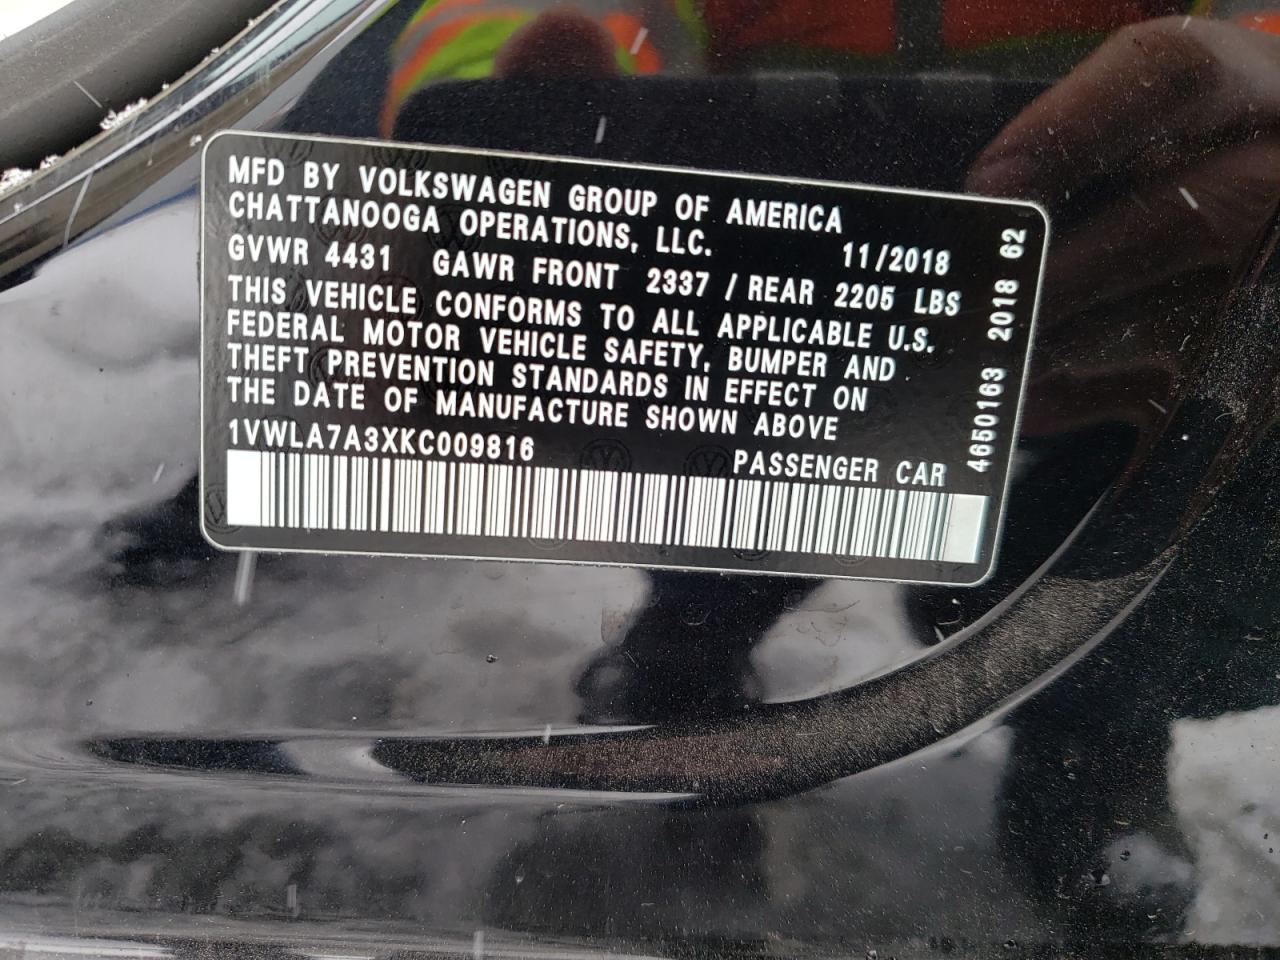 MFD BY VOLKSWAGEN GROUP OF AMERICA
CHATTANOOGA OPERATIONS, LLC. 11/2018
GVWR 4431 GAWR FRONT 2337 / REAR 2205 LBS
THIS VEHICLE CONFORMS TO ALL APPLICABLE U.S.
FEDERAL MOTOR VEHICLE SAFETY, BUMPER AND
THEFT PREVENTION STANDARDS IN EFFECT ON
THE DATE OF MANUFACTURE SHOWN ABOVE
1VWLA7A3XKC009816 PASSENGER CAR
4650163 2018 62